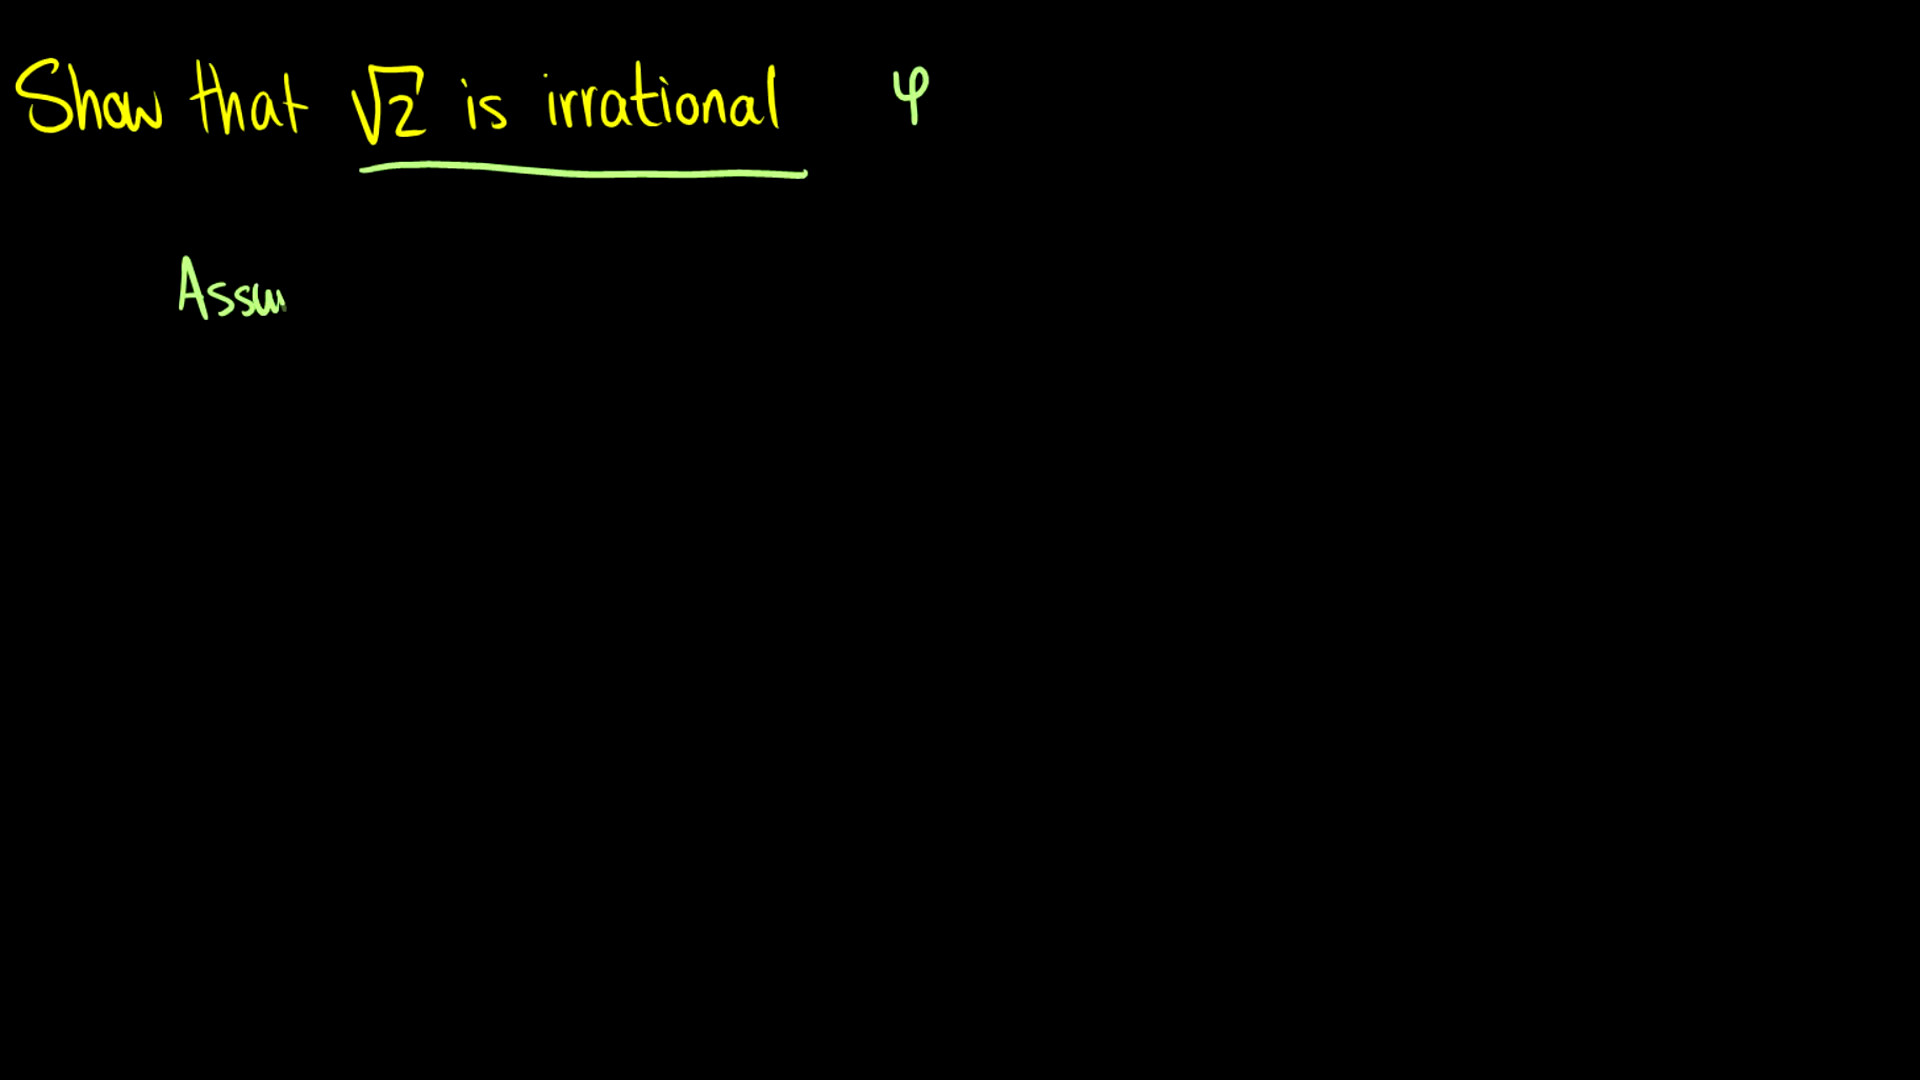 Show that √2 is irrational φ
Assu